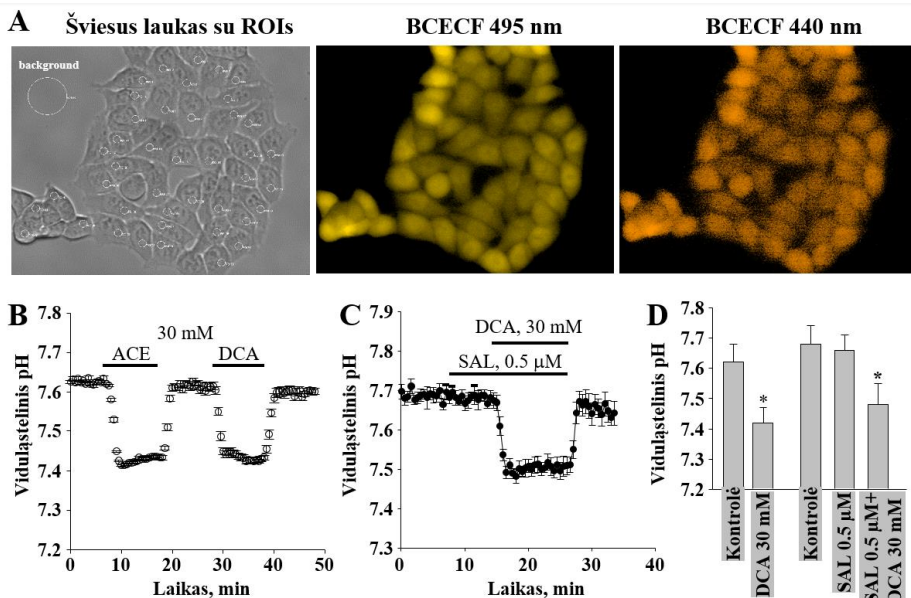 A
Šviesus laukas su ROIs
BCECF 495 nm
BCECF 440 nm
background
B
7.8
7.7
7.6
7.5
7.4
7.3
7.2
Viduląstelinis pH
30 mM
ACE
DCA
0 10 20 30 40 50
Laikas, min
C
7.9
7.8
7.7
7.6
7.5
7.4
7.3
Viduląstelinis pH
DCA, 30 mM
SAL, 0.5 µM
0 10 20 30 40
Laikas, min
D
7.8
7.7
7.6
7.5
7.4
7.3
7.2
Viduląstelinis pH
*
*
Kontrolė
DCA 30 mM
Kontrolė
SAL 0.5 µM
SAL 0.5 µM+
DCA 30 mM